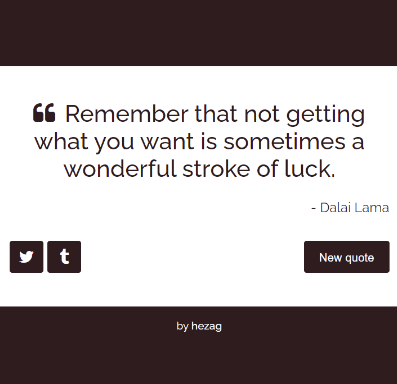 ❝ Remember that not getting
what you want is sometimes a
wonderful stroke of luck.
- Dalai Lama
New quote
by hezag